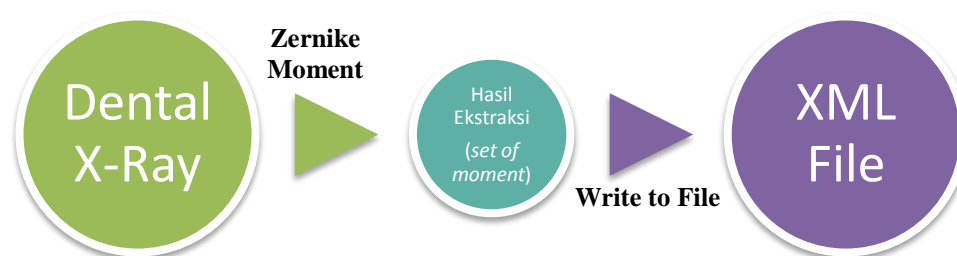 Dental
X-Ray
Zernike
Moment
Hasil
Ekstraksi
(set of
moment)
Write to File
XML
File